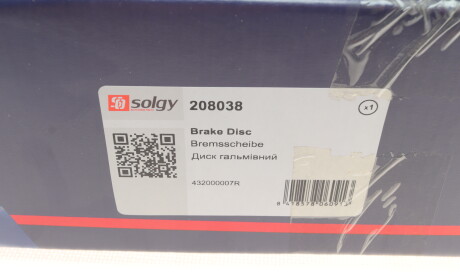 solgy 208038 x1
Brake Disc
Bremsscheibe
Диск гальмівний
432000007R